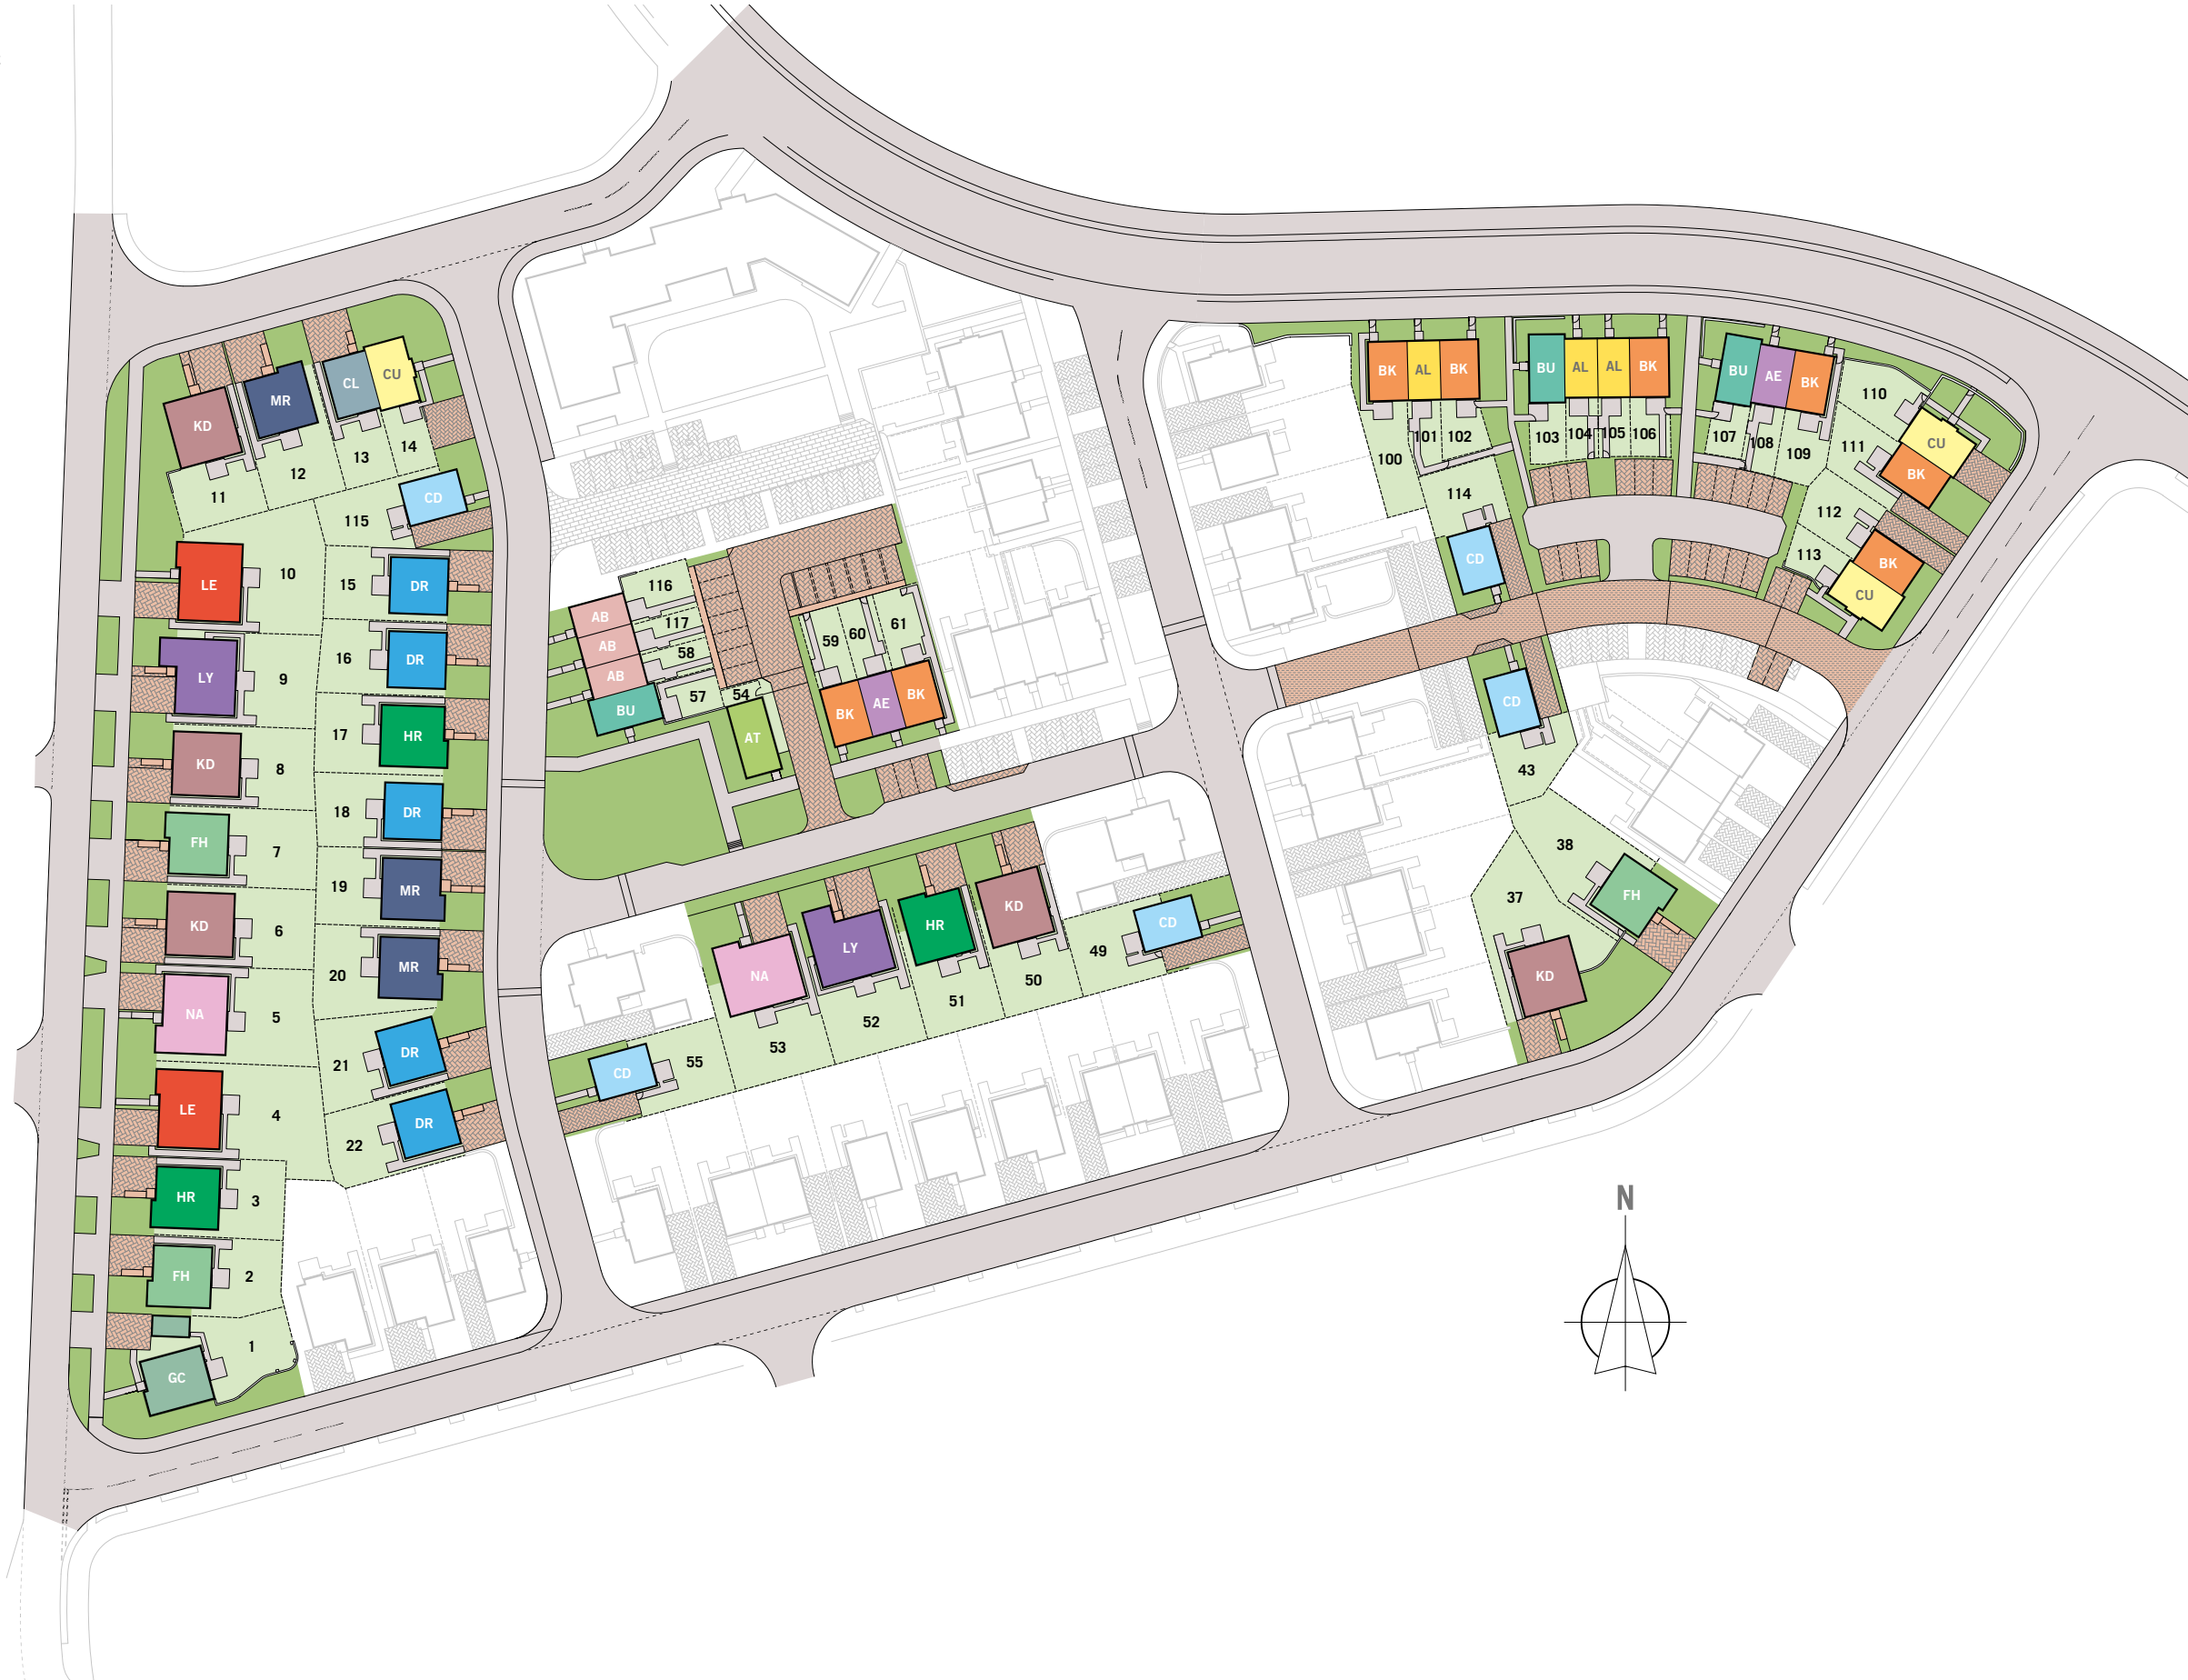 KD
MR
CL
CU
11
12
13
14
CD
115
LE
10
15
DR
LY
9
16
DR
KD
8
17
HR
FH
7
18
DR
KD
6
19
MR
NA
5
20
MR
LE
4
21
DR
HR
3
22
DR
FH
2
GC
1
AB
116
AB
117
AB
58
BU
57
54
AT
59
60
61
BK
AE
BK
NA
LY
HR
KD
CD
53
52
51
50
49
CD
55
BK
AL
BK
100
101
102
BU
AL
AL
BK
103
104
105
106
BU
AE
BK
107
108
109
110
CU
111
BK
112
113
BK
CU
114
CD
CD
43
38
FH
37
KD
N